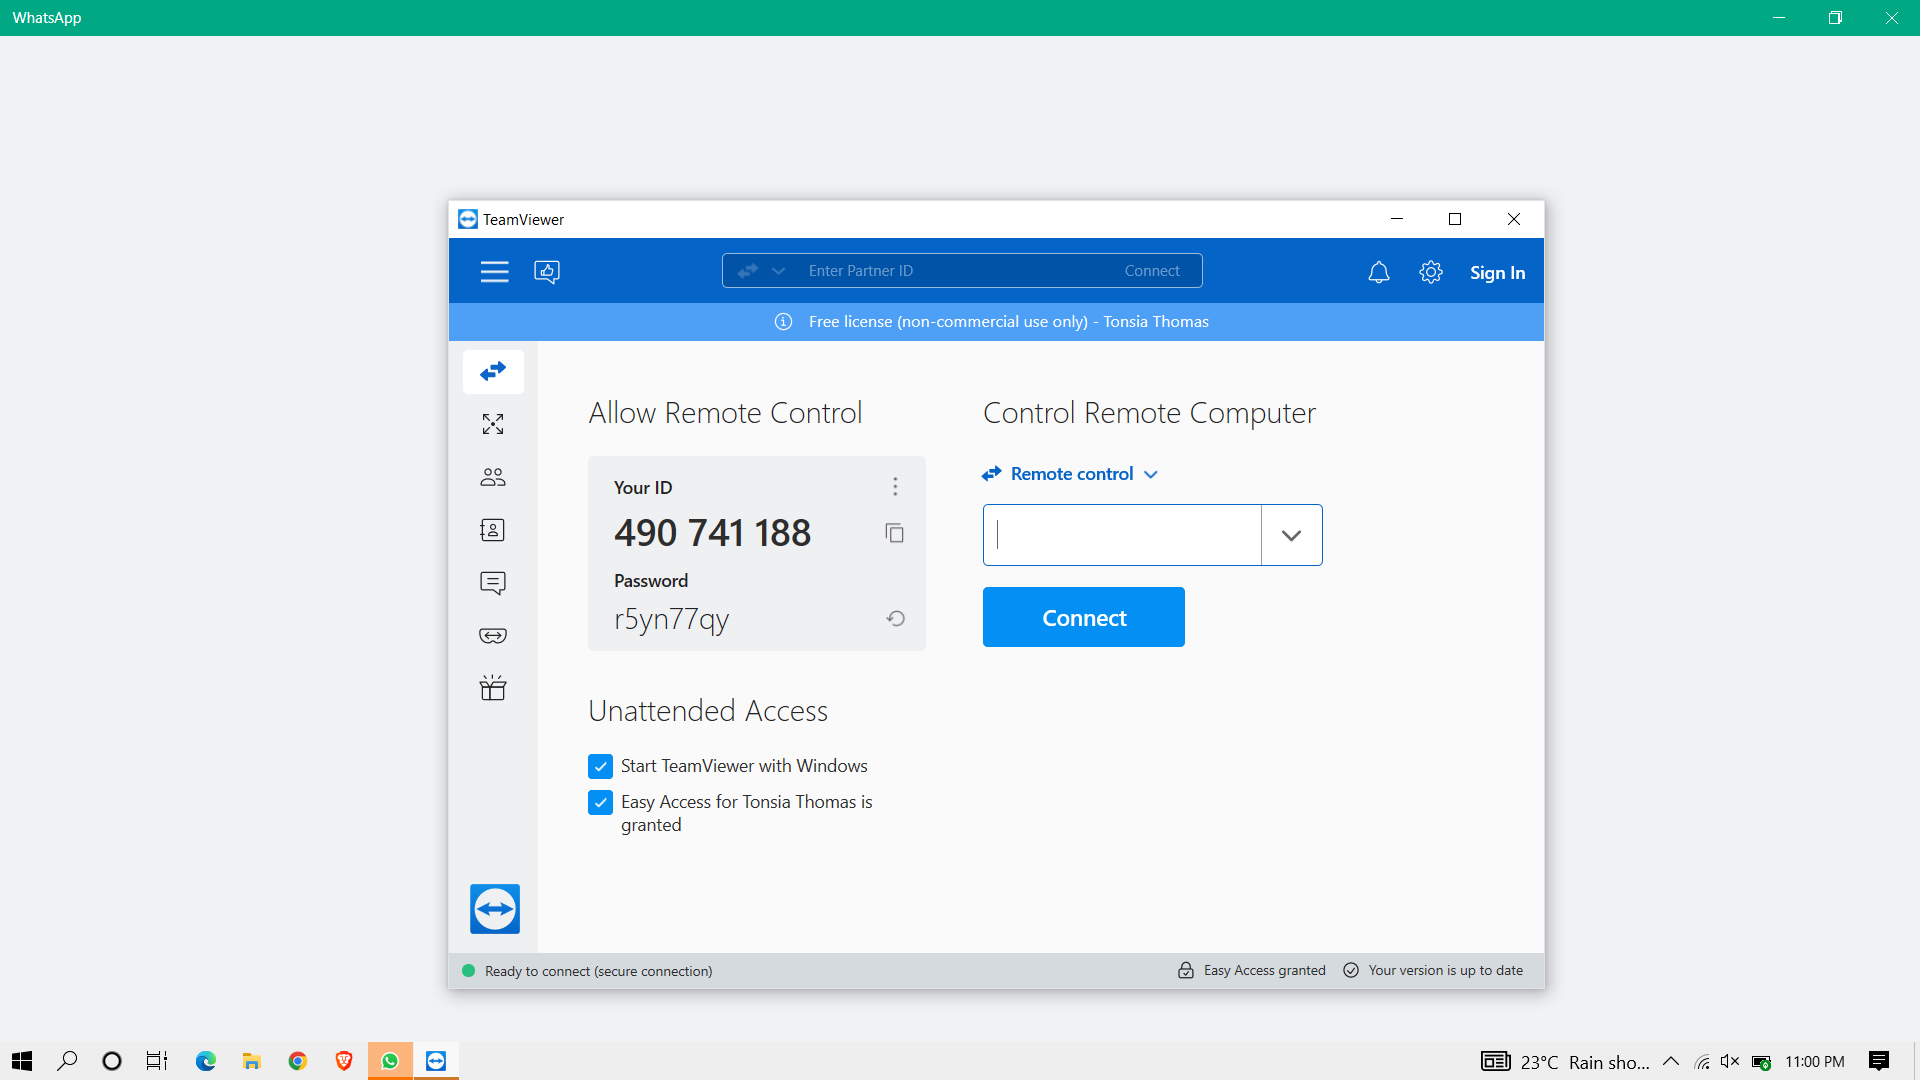 WhatsApp
TeamViewer
Enter Partner ID
Connect
Sign In
Free license (non-commercial use only) - Tonsia Thomas
Allow Remote Control
Your ID
490 741 188
Password
r5yn77qy
Unattended Access
Start TeamViewer with Windows
Easy Access for Tonsia Thomas is
granted
Control Remote Computer
Remote control
Connect
Ready to connect (secure connection)
Easy Access granted
Your version is up to date
23°C Rain sho...
11:00 PM